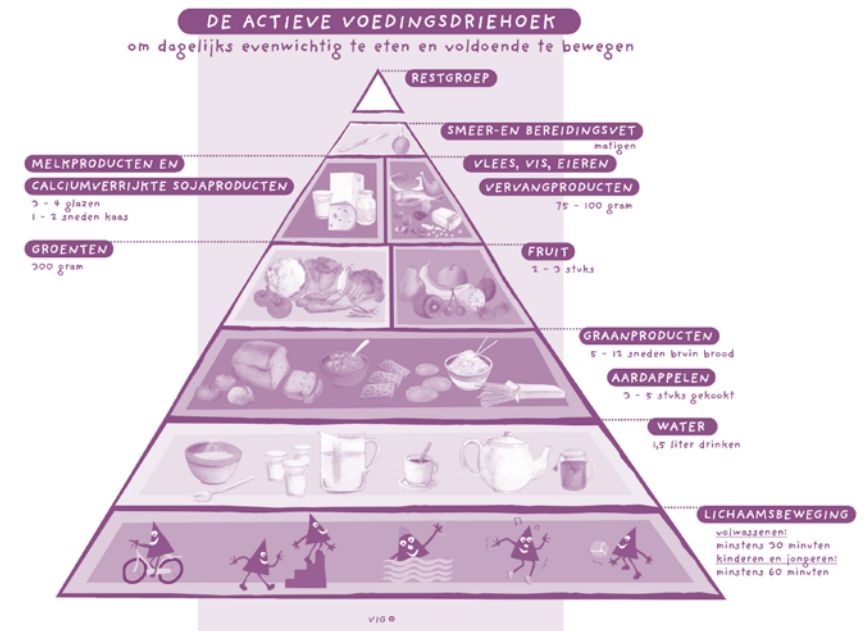 DE ACTIEVE VOEDINGSDRIEHOEK
om dagelijks evenwichtig te eten en voldoende te bewegen
RESTGROEP
SMEER-EN BEREIDINGSVET
matigen
MELKPRODUCTEN EN
CALCIUMVERRIJKTE SOJAPRODUCTEN
3 - 4 glazen
1 - 2 sneden kaas
VLEES, VIS, EIEREN
VERVANGPRODUCTEN
75 - 100 gram
GROENTEN
300 gram
FRUIT
2 - 3 stuks
GRAANPRODUCTEN
5 - 12 sneden bruin brood
AARDAPPELEN
3 - 5 stuks gekookt
WATER
1,5 liter drinken
LICHAAMSBEWEGING
volwassenen:
minstens 30 minuten
kinderen en jongeren:
minstens 60 minuten
VIG ©